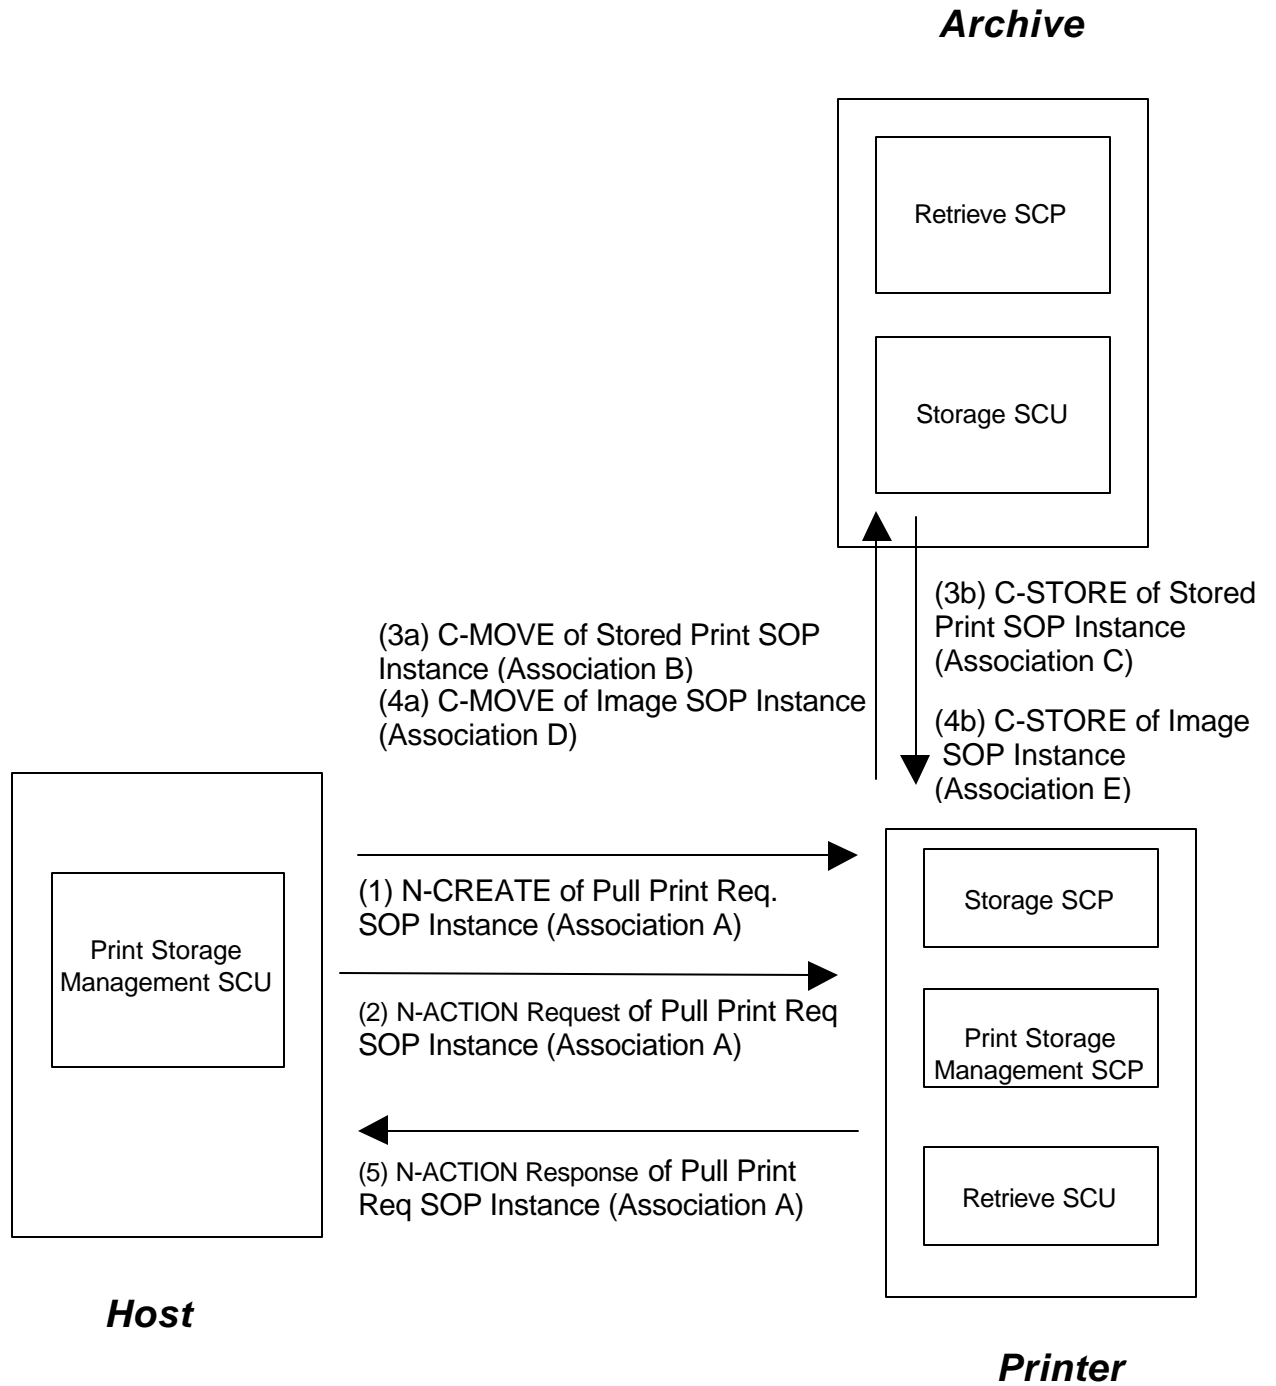 Archive
Retrieve SCP
Storage SCU
(3a) C-MOVE of Stored Print SOP
Instance (Association B)
(4a) C-MOVE of Image SOP Instance
(Association D)
(3b) C-STORE of Stored
Print SOP Instance
(Association C)
(4b) C-STORE of Image
SOP Instance
(Association E)
Print Storage
Management SCU
(1) N-CREATE of Pull Print Req.
SOP Instance (Association A)
(2) N-ACTION Request of Pull Print Req
SOP Instance (Association A)
(5) N-ACTION Response of Pull Print
Req SOP Instance (Association A)
Storage SCP
Print Storage
Management SCP
Retrieve SCU
Host
Printer